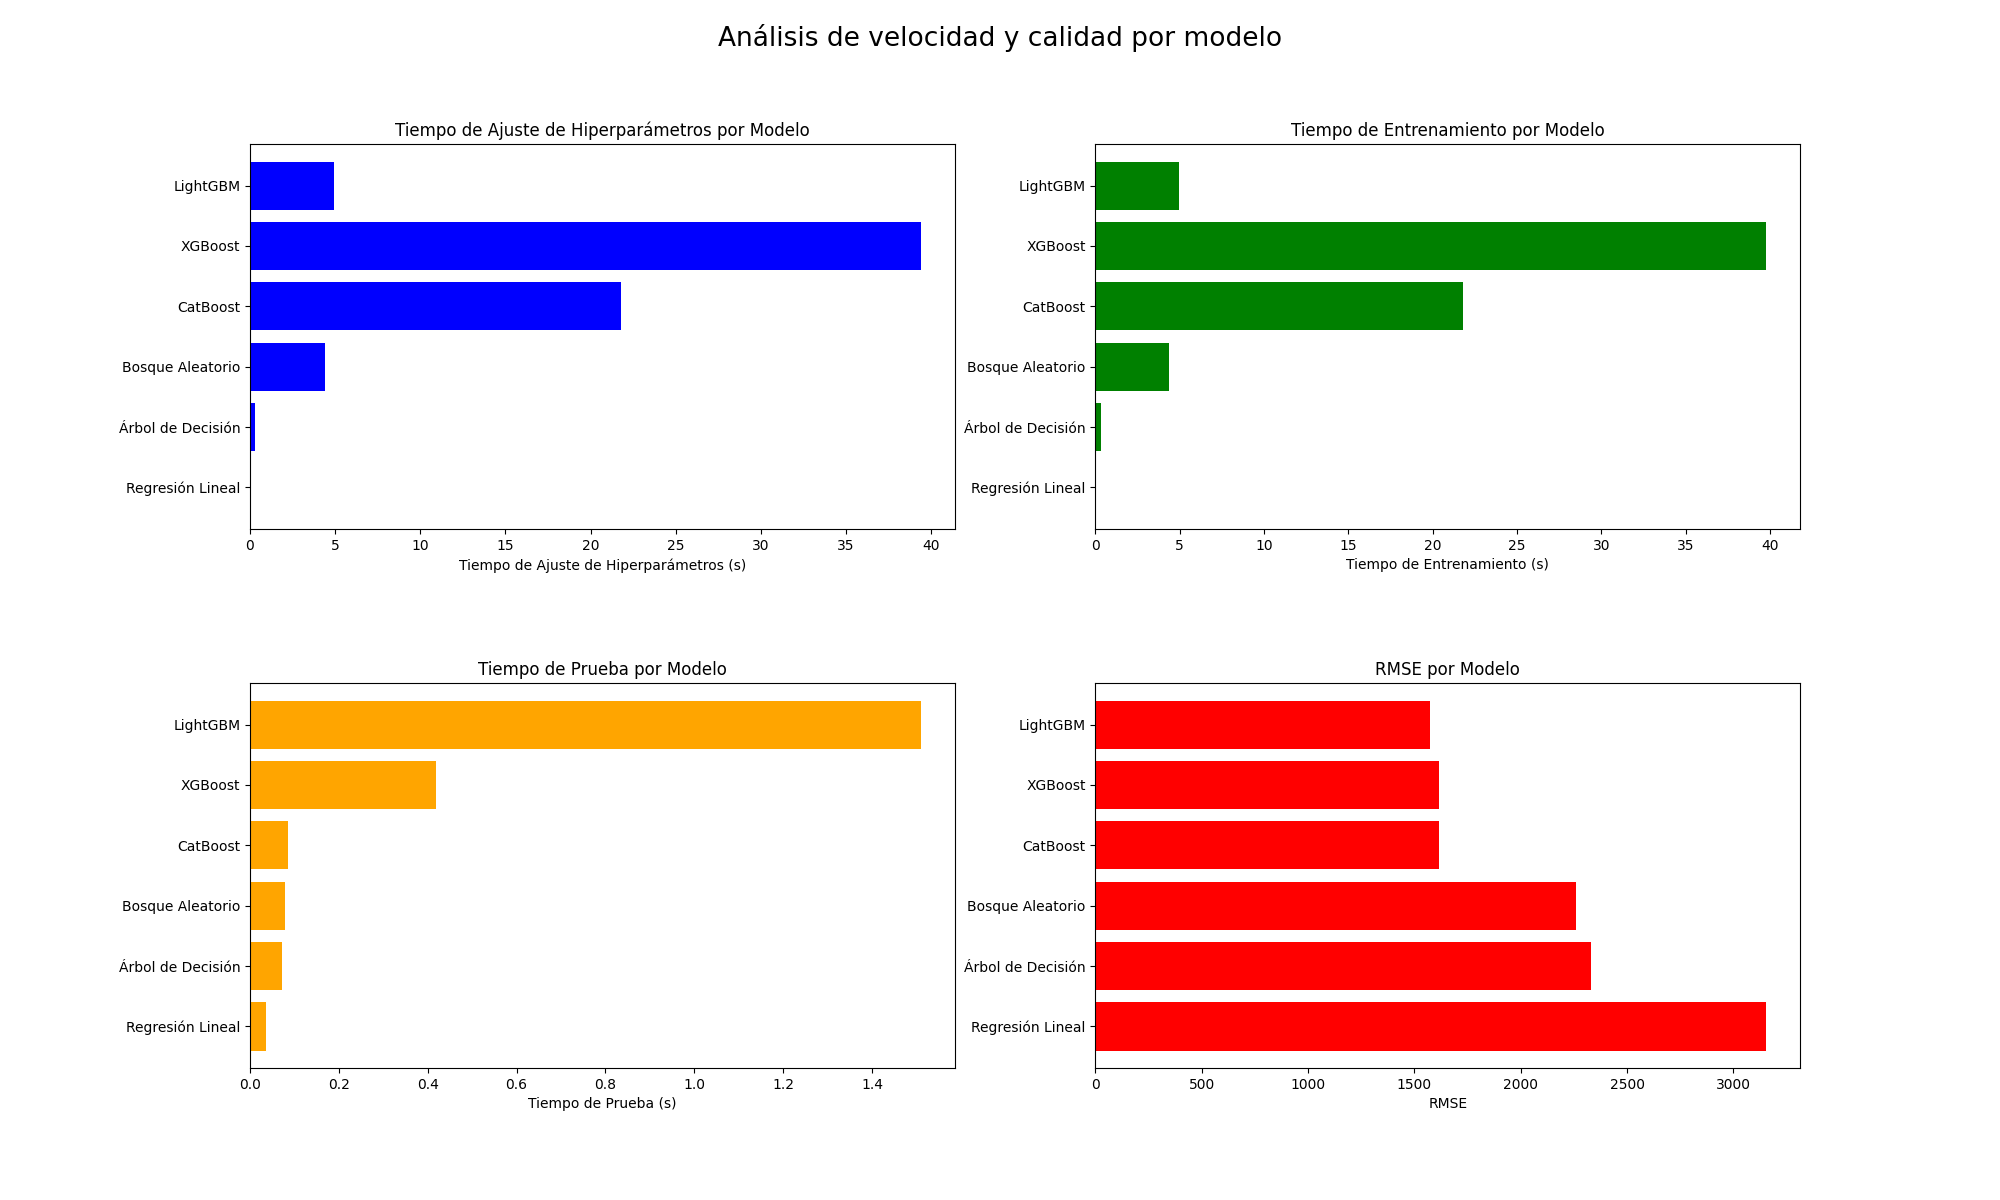 Análisis de velocidad y calidad por modelo
Tiempo de Ajuste de Hiperparámetros por Modelo
LightGBM
XGBoost
CatBoost
Bosque Aleatorio
Árbol de Decisión
Regresión Lineal
0 5 10 15 20 25 30 35 40
Tiempo de Ajuste de Hiperparámetros (s)
Tiempo de Entrenamiento por Modelo
LightGBM
XGBoost
CatBoost
Bosque Aleatorio
Árbol de Decisión
Regresión Lineal
0 5 10 15 20 25 30 35 40
Tiempo de Entrenamiento (s)
Tiempo de Prueba por Modelo
LightGBM
XGBoost
CatBoost
Bosque Aleatorio
Árbol de Decisión
Regresión Lineal
0.0 0.2 0.4 0.6 0.8 1.0 1.2 1.4
Tiempo de Prueba (s)
RMSE por Modelo
LightGBM
XGBoost
CatBoost
Bosque Aleatorio
Árbol de Decisión
Regresión Lineal
0 500 1000 1500 2000 2500 3000
RMSE